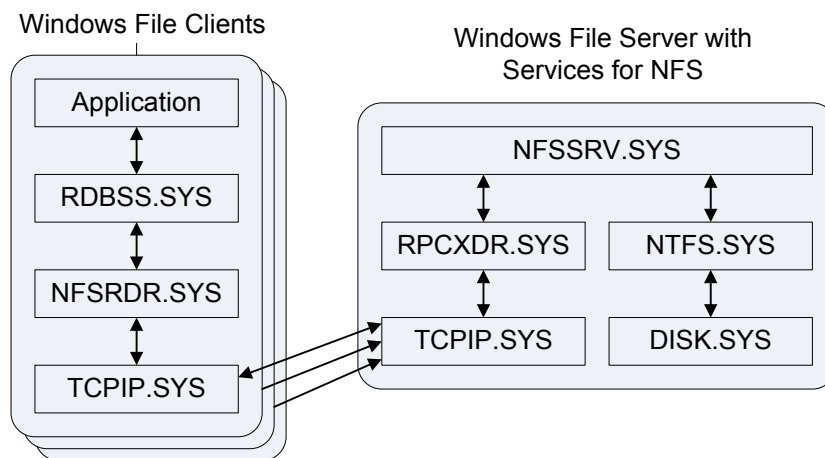 Windows File Clients
Application
RDBSS.SYS
NFSRDR.SYS
TCPIP.SYS
Windows File Server with
Services for NFS
NFSSRV.SYS
RPCXDR.SYS
NTFS.SYS
TCPIP.SYS
DISK.SYS